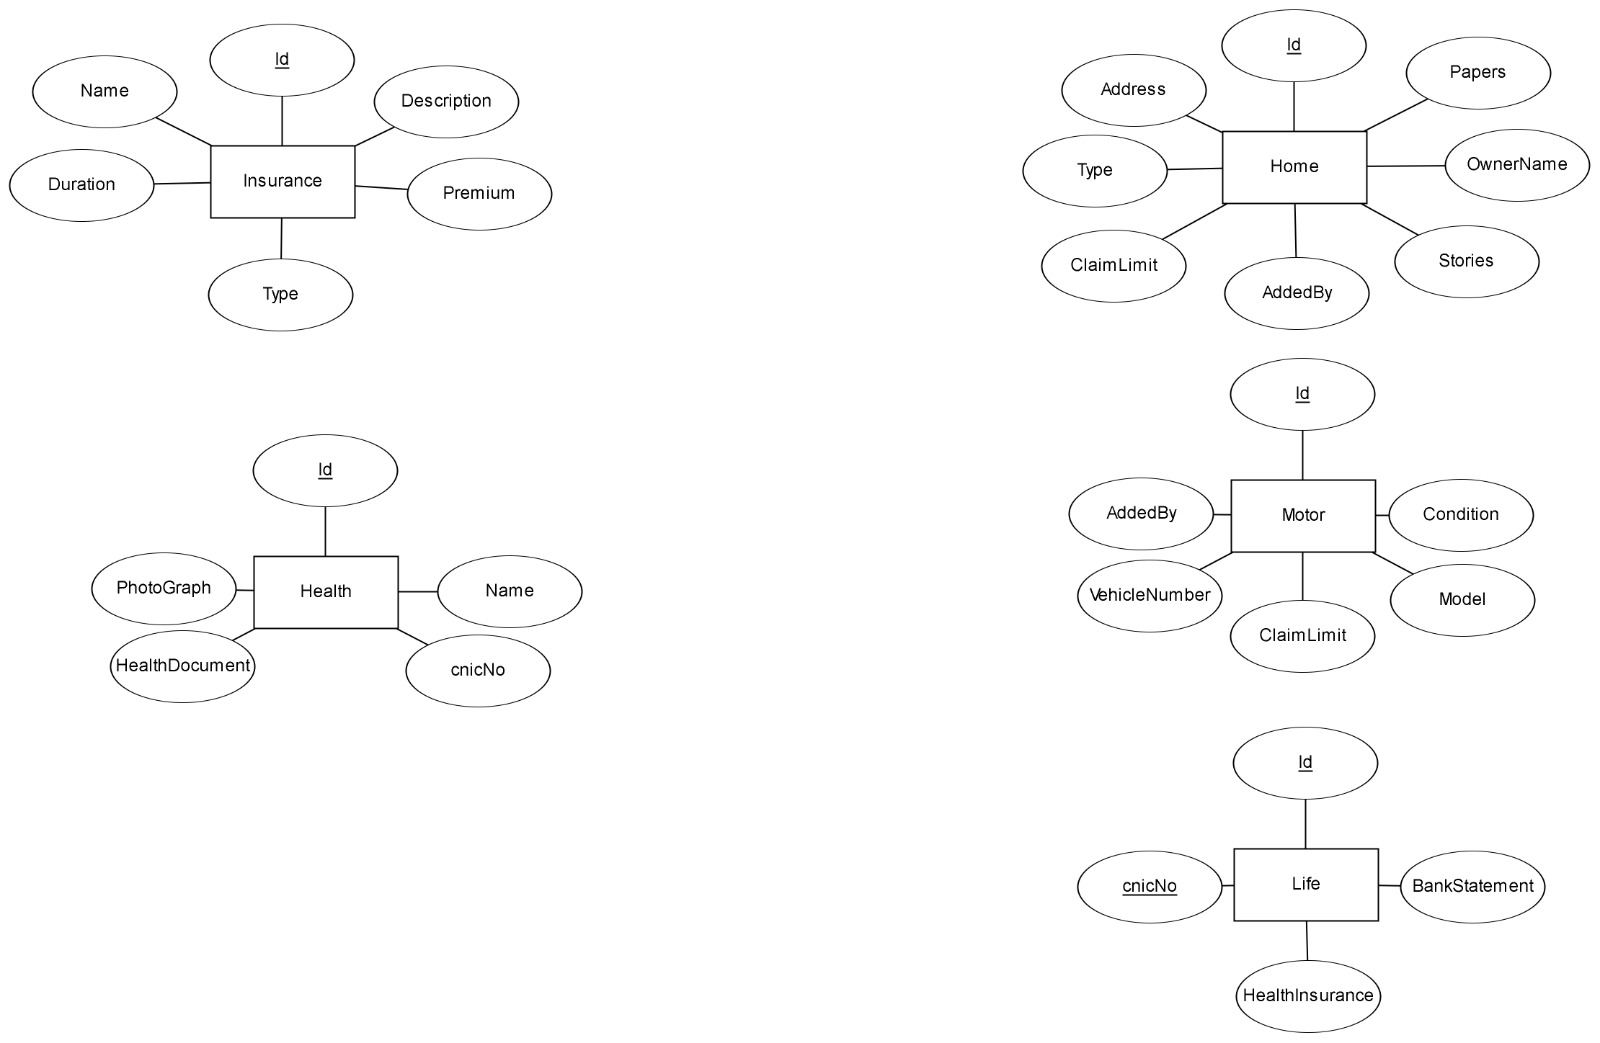 Id
Name
Description
Insurance
Duration
Premium
Type
Id
Address
Papers
Home
Type
OwnerName
ClaimLimit
Stories
AddedBy
Id
PhotoGraph
Health
Name
HealthDocument
cnicNo
Id
AddedBy
Motor
Condition
VehicleNumber
Model
ClaimLimit
Id
cnicNo
Life
BankStatement
HealthInsurance